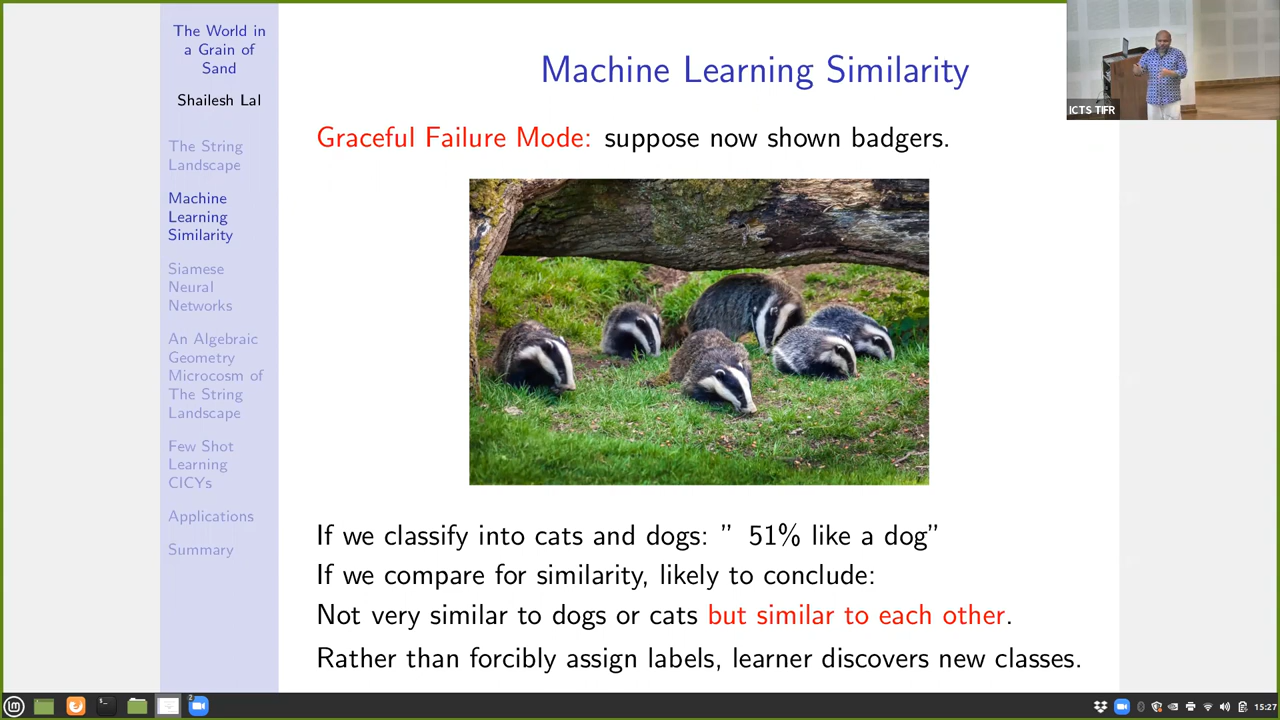 The World in
a Grain of
Sand
Shailesh Lal
The String
Landscape
Machine
Learning
Similarity
Siamese
Neural
Networks
An Algebraic
Geometry
Microcosm of
The String
Landscape
Few Shot
Learning
CICYs
Applications
Summary
Machine Learning Similarity
Graceful Failure Mode: suppose now shown badgers.
If we classify into cats and dogs: ” 51% like a dog”
If we compare for similarity, likely to conclude:
Not very similar to dogs or cats but similar to each other.
Rather than forcibly assign labels, learner discovers new classes.
ICTS TIFR
2
15:27